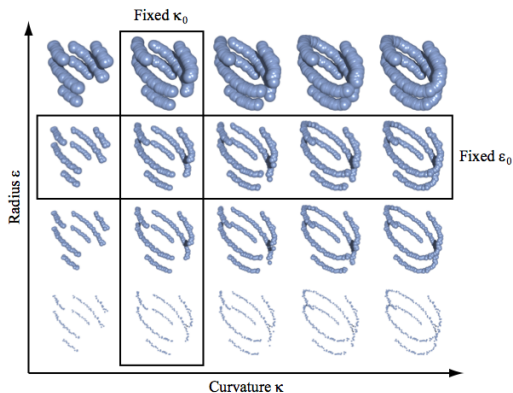 Fixed κ₀
Fixed ε₀
Radius ε
Curvature κ